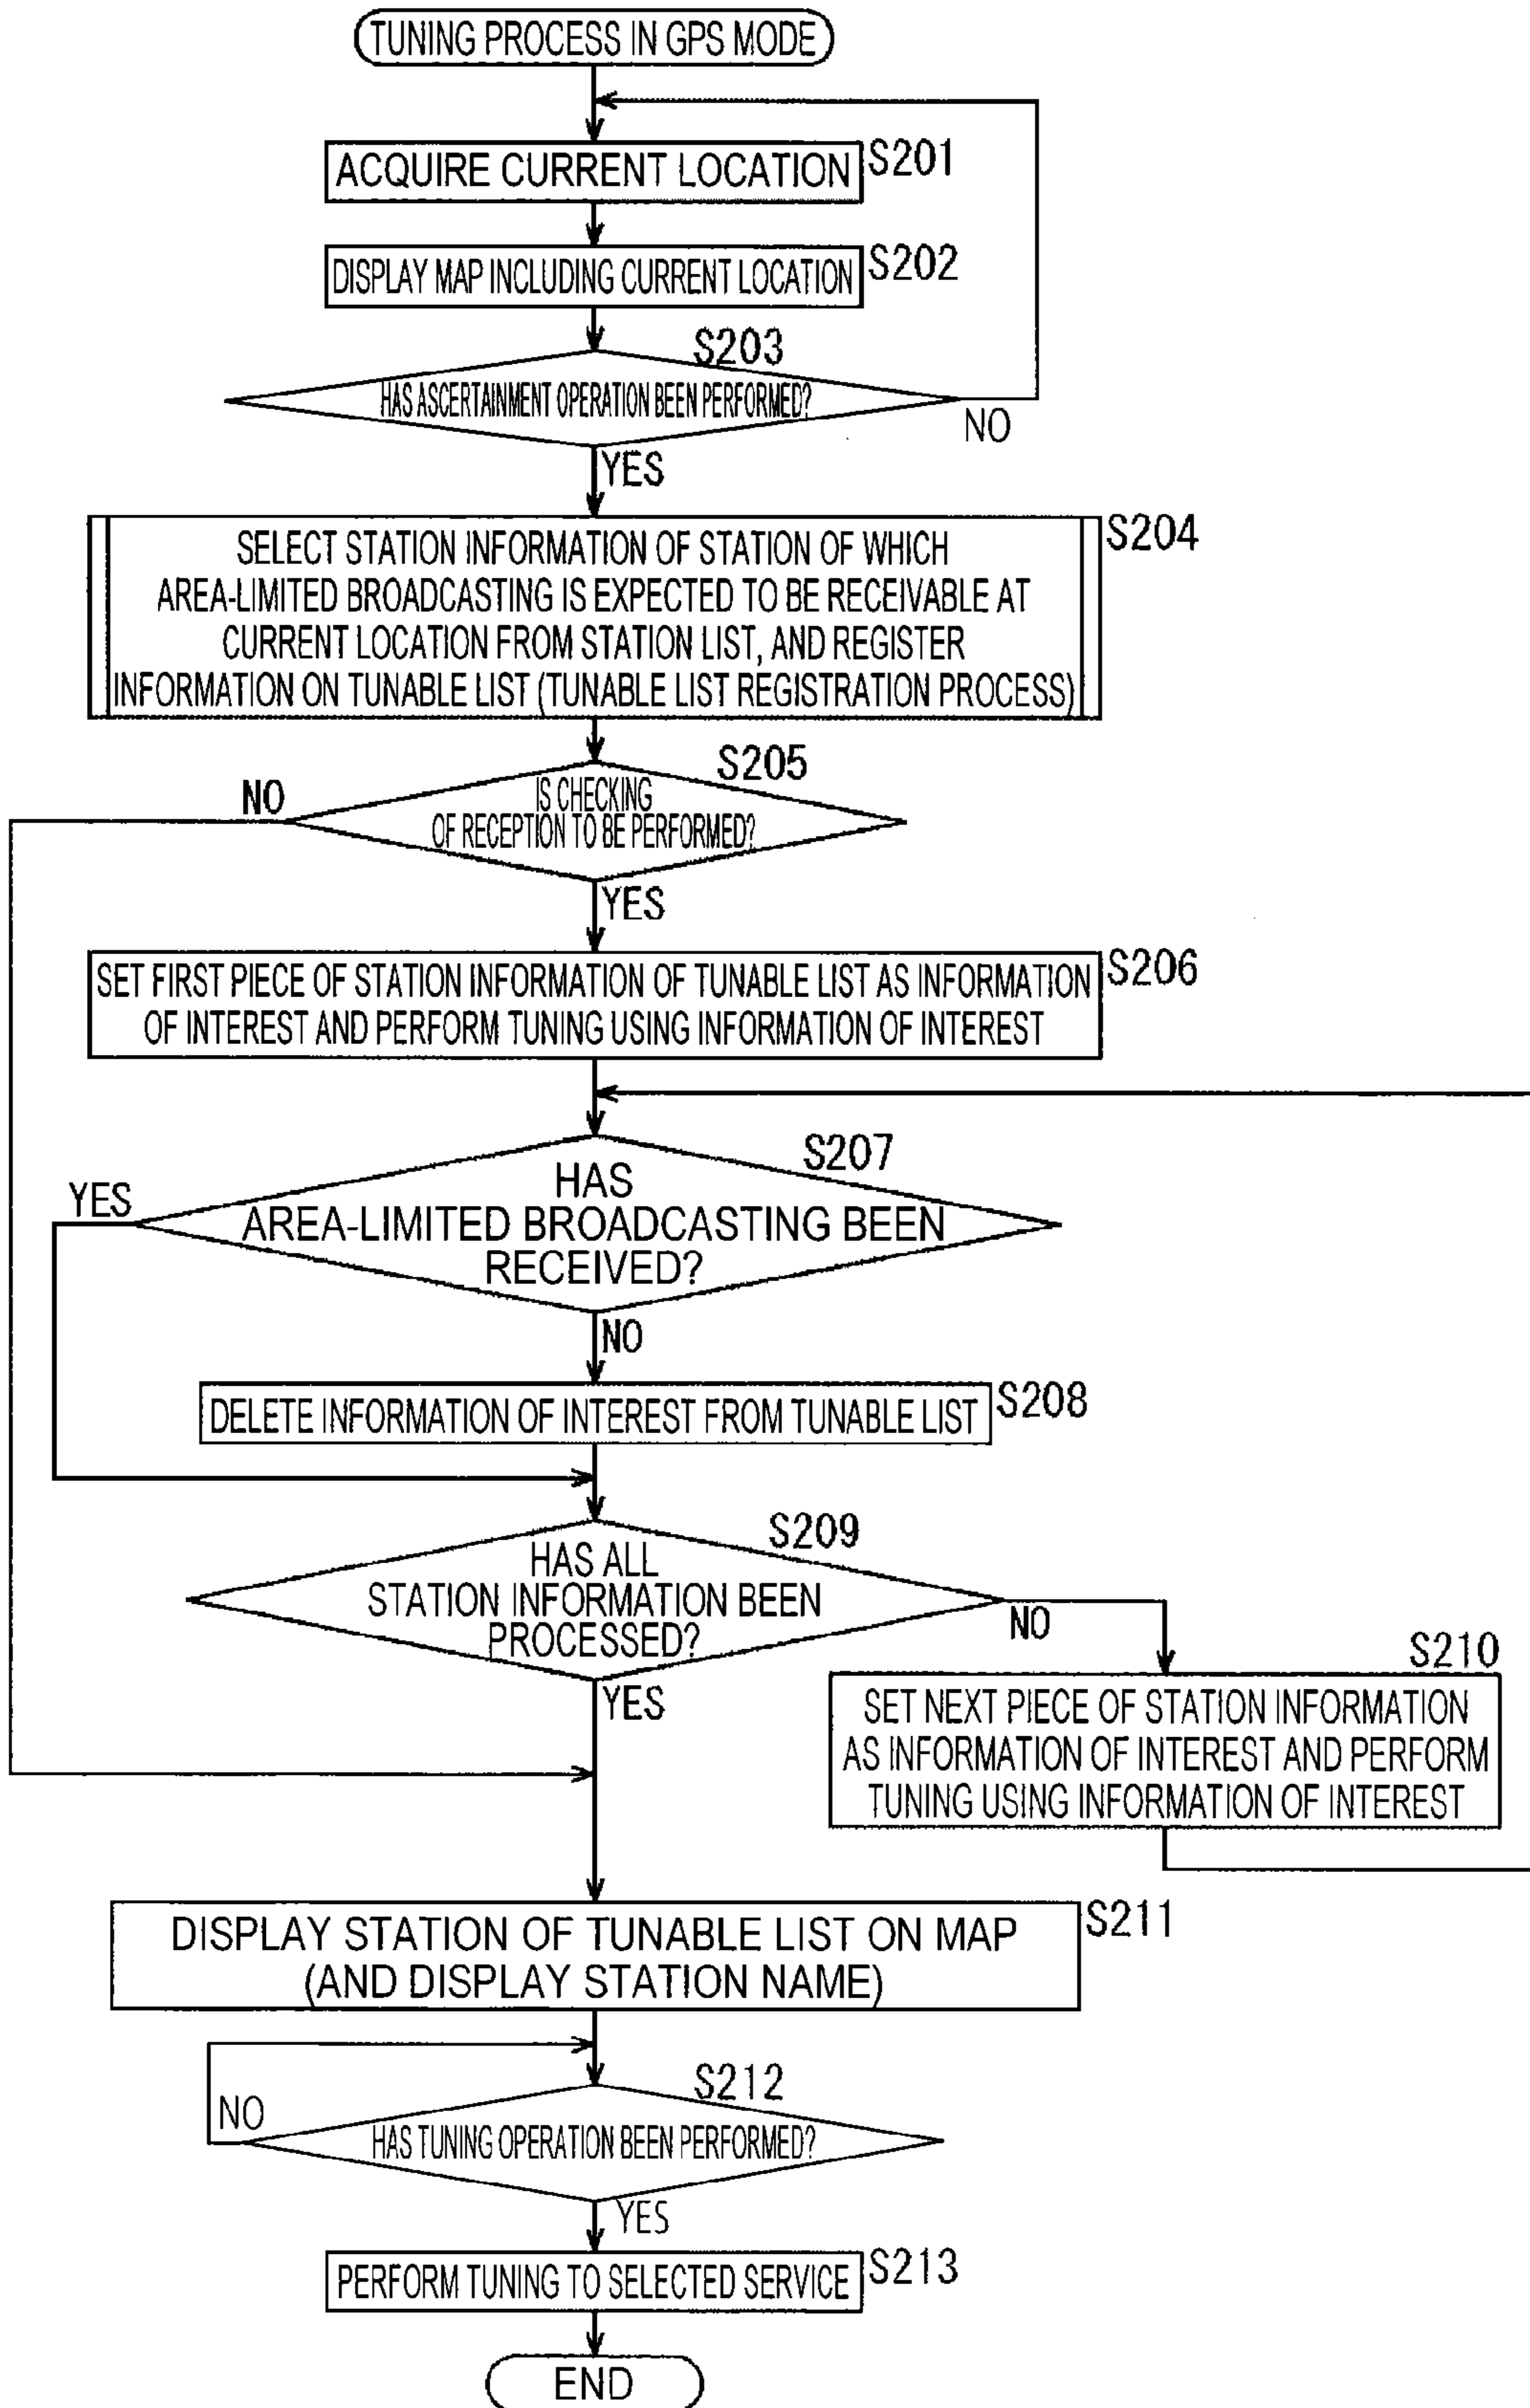 TUNING PROCESS IN GPS MODE
ACQUIRE CURRENT LOCATION
S201
DISPLAY MAP INCLUDING CURRENT LOCATION
S202
S203
HAS ASCERTAINMENT OPERATION BEEN PERFORMED?
NO
YES
S204
SELECT STATION INFORMATION OF STATION OF WHICH
AREA-LIMITED BROADCASTING IS EXPECTED TO BE RECEIVABLE AT
CURRENT LOCATION FROM STATION LIST, AND REGISTER
INFORMATION ON TUNABLE LIST (TUNABLE LIST REGISTRATION PROCESS)
S205
NO
IS CHECKING
OF RECEPTION TO BE PERFORMED?
YES
S206
SET FIRST PIECE OF STATION INFORMATION OF TUNABLE LIST AS INFORMATION
OF INTEREST AND PERFORM TUNING USING INFORMATION OF INTEREST
S207
YES
HAS
AREA-LIMITED BROADCASTING BEEN
RECEIVED?
NO
DELETE INFORMATION OF INTEREST FROM TUNABLE LIST
S208
S209
HAS ALL
STATION INFORMATION BEEN
PROCESSED?
NO
YES
S210
SET NEXT PIECE OF STATION INFORMATION
AS INFORMATION OF INTEREST AND PERFORM
TUNING USING INFORMATION OF INTEREST
S211
DISPLAY STATION OF TUNABLE LIST ON MAP
(AND DISPLAY STATION NAME)
S212
NO
HAS TUNING OPERATION BEEN PERFORMED?
YES
PERFORM TUNING TO SELECTED SERVICE
S213
END